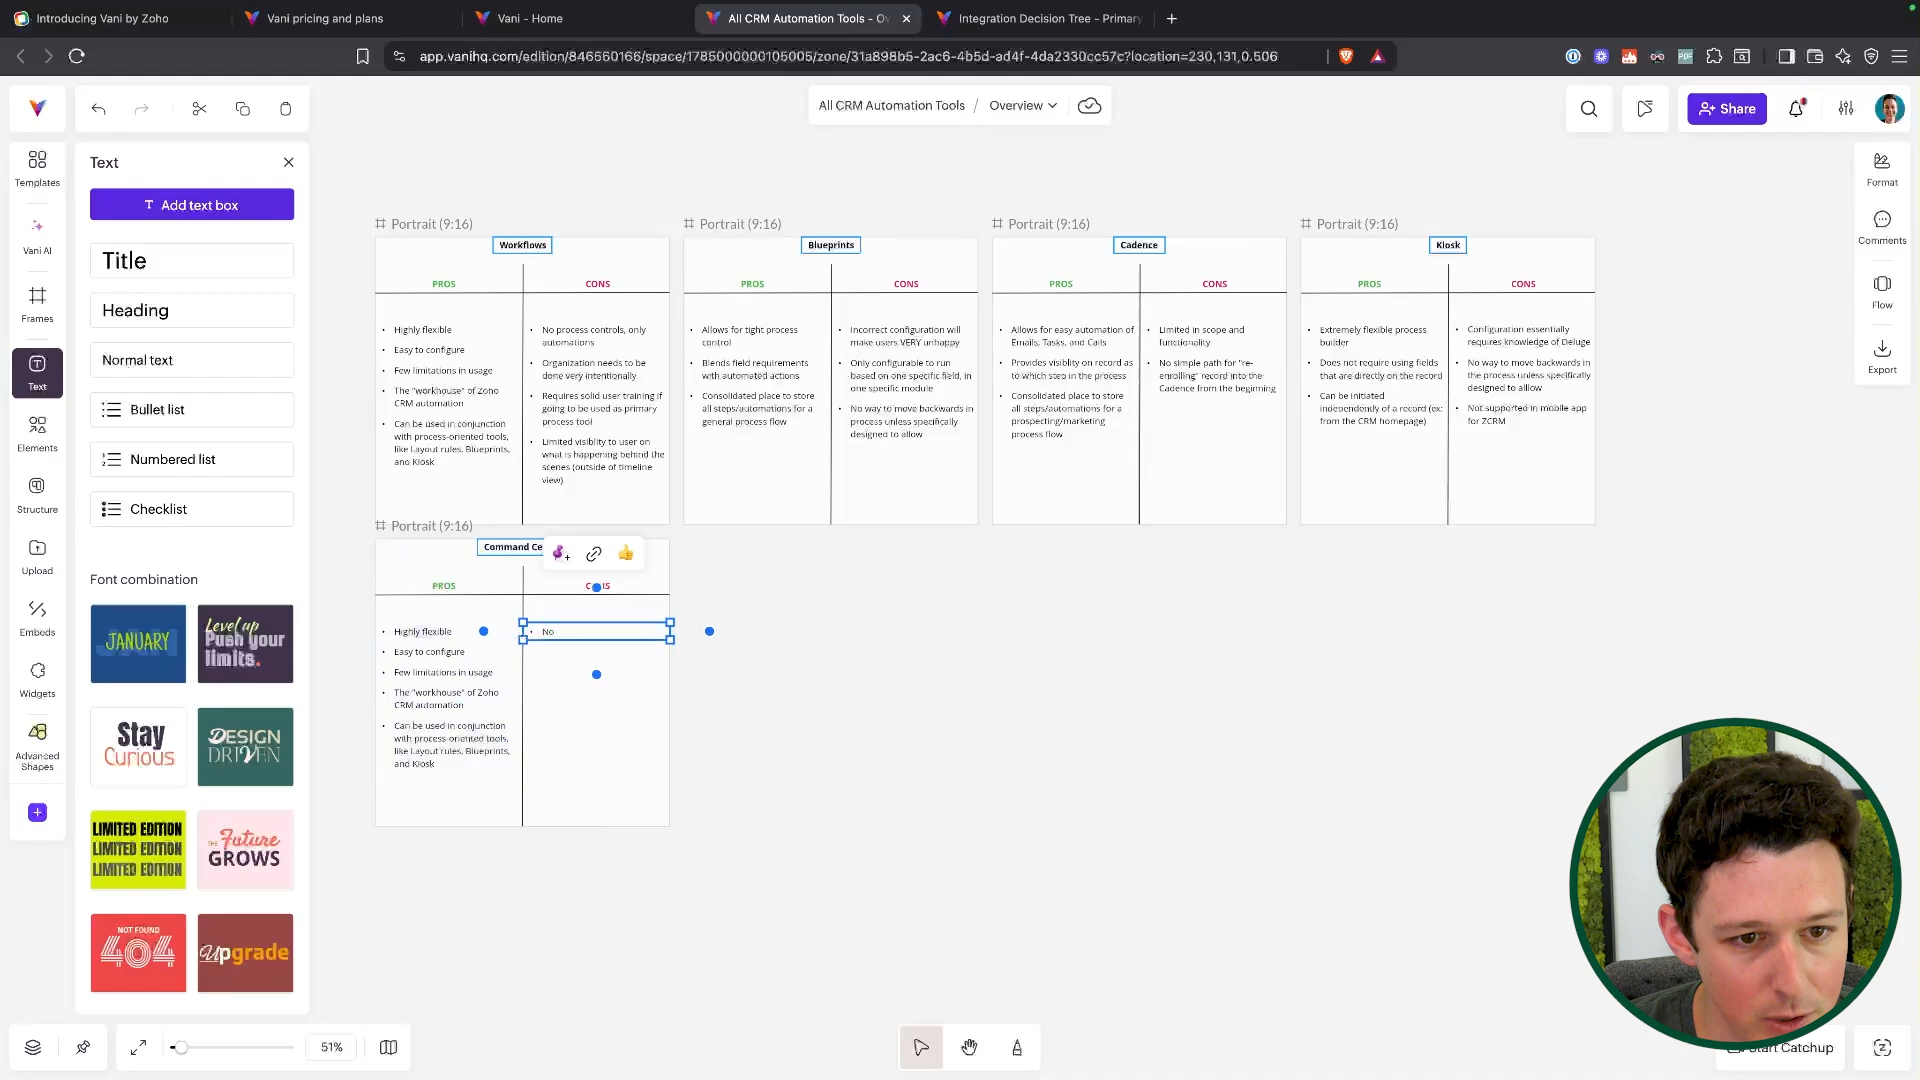 Introducing Vani by Zoho
Vani pricing and plans
Vani - Home
All CRM Automation Tools - Ov
Integration Decision Tree - Primary
app.vanihq.com/edition/846560166/space/178500000010500
All CRM Automation Tools / Overview
Share
Text
Add text box
Title
Heading
Normal text
Bullet list
Numbered list
Checklist
Font combination
JANUARY
Level up
Push your
limits.
Stay
Curious
DESIGN
DRIVEN
LIMITED EDITION
LIMITED EDITION
LIMITED EDITION
THE Future
GROWS
NOT FOUND
404
Upgrade
Templates
Vani AI
Frames
Text
Elements
Structure
Upload
Embeds
Widgets
Advanced
Shapes
Portrait (9:16)
Workflows
PROS
CONS
• Highly flexible
• Easy to configure
• Few limitations in usage
• The "workhouse" of Zoho
CRM automation
• Can be used in conjunction
with process-oriented tools,
like Layout rules, Blueprints,
and Kiosk
• No process controls, only
automations
• Organization needs to be
done very intentionally
• Requires solid user training if
going to be used as primary
process tool
• Limited visiblity to user on
what is happening behind the
scenes (outside of timeline
view)
Portrait (9:16)
Blueprints
PROS
CONS
• Allows for tight process
control
• Blends field requirements
with automated actions
• Consolidated place to store
all steps/automations for a
general process flow
• Incorrect configuration will
make users VERY unhappy
• Only configurable to run
based on one specific field, in
one specific module
• No way to move backwards in
process unless specifically
designed to allow
Portrait (9:16)
Cadence
PROS
CONS
• Allows for easy automation of
Emails, Tasks, and Calls
• Provides visiblity on record as
to which step in the process
• Consolidated place to store
all steps/automations for a
prospecting/marketing
process flow
• Limited in scope and
functionality
• No simple path for "re-
enrolling" record into the
Cadence from the beginning
Portrait (9:16)
Kiosk
PROS
CONS
• Extremely flexible process
builder
• Does not require using fields
that are directly on the record
• Can be initiated
independently of a record (ex:
from the CRM homepage)
• Configuration essentially
requires knowledge of Deluge
• No way to move backwards in
the process unless specifically
designed to alllow
• Not supported in mobile app
for ZCRM
Portrait (9:16)
Command Ce
PROS
• Highly flexible
• Easy to configure
• Few limitations in usage
• The "workhouse" of Zoho
CRM automation
• Can be used in conjunction
with process-oriented tools,
like Layout rules, Blueprints,
and Kiosk
• No
Format
Comments
Flow
Export
51%
Start Catchup